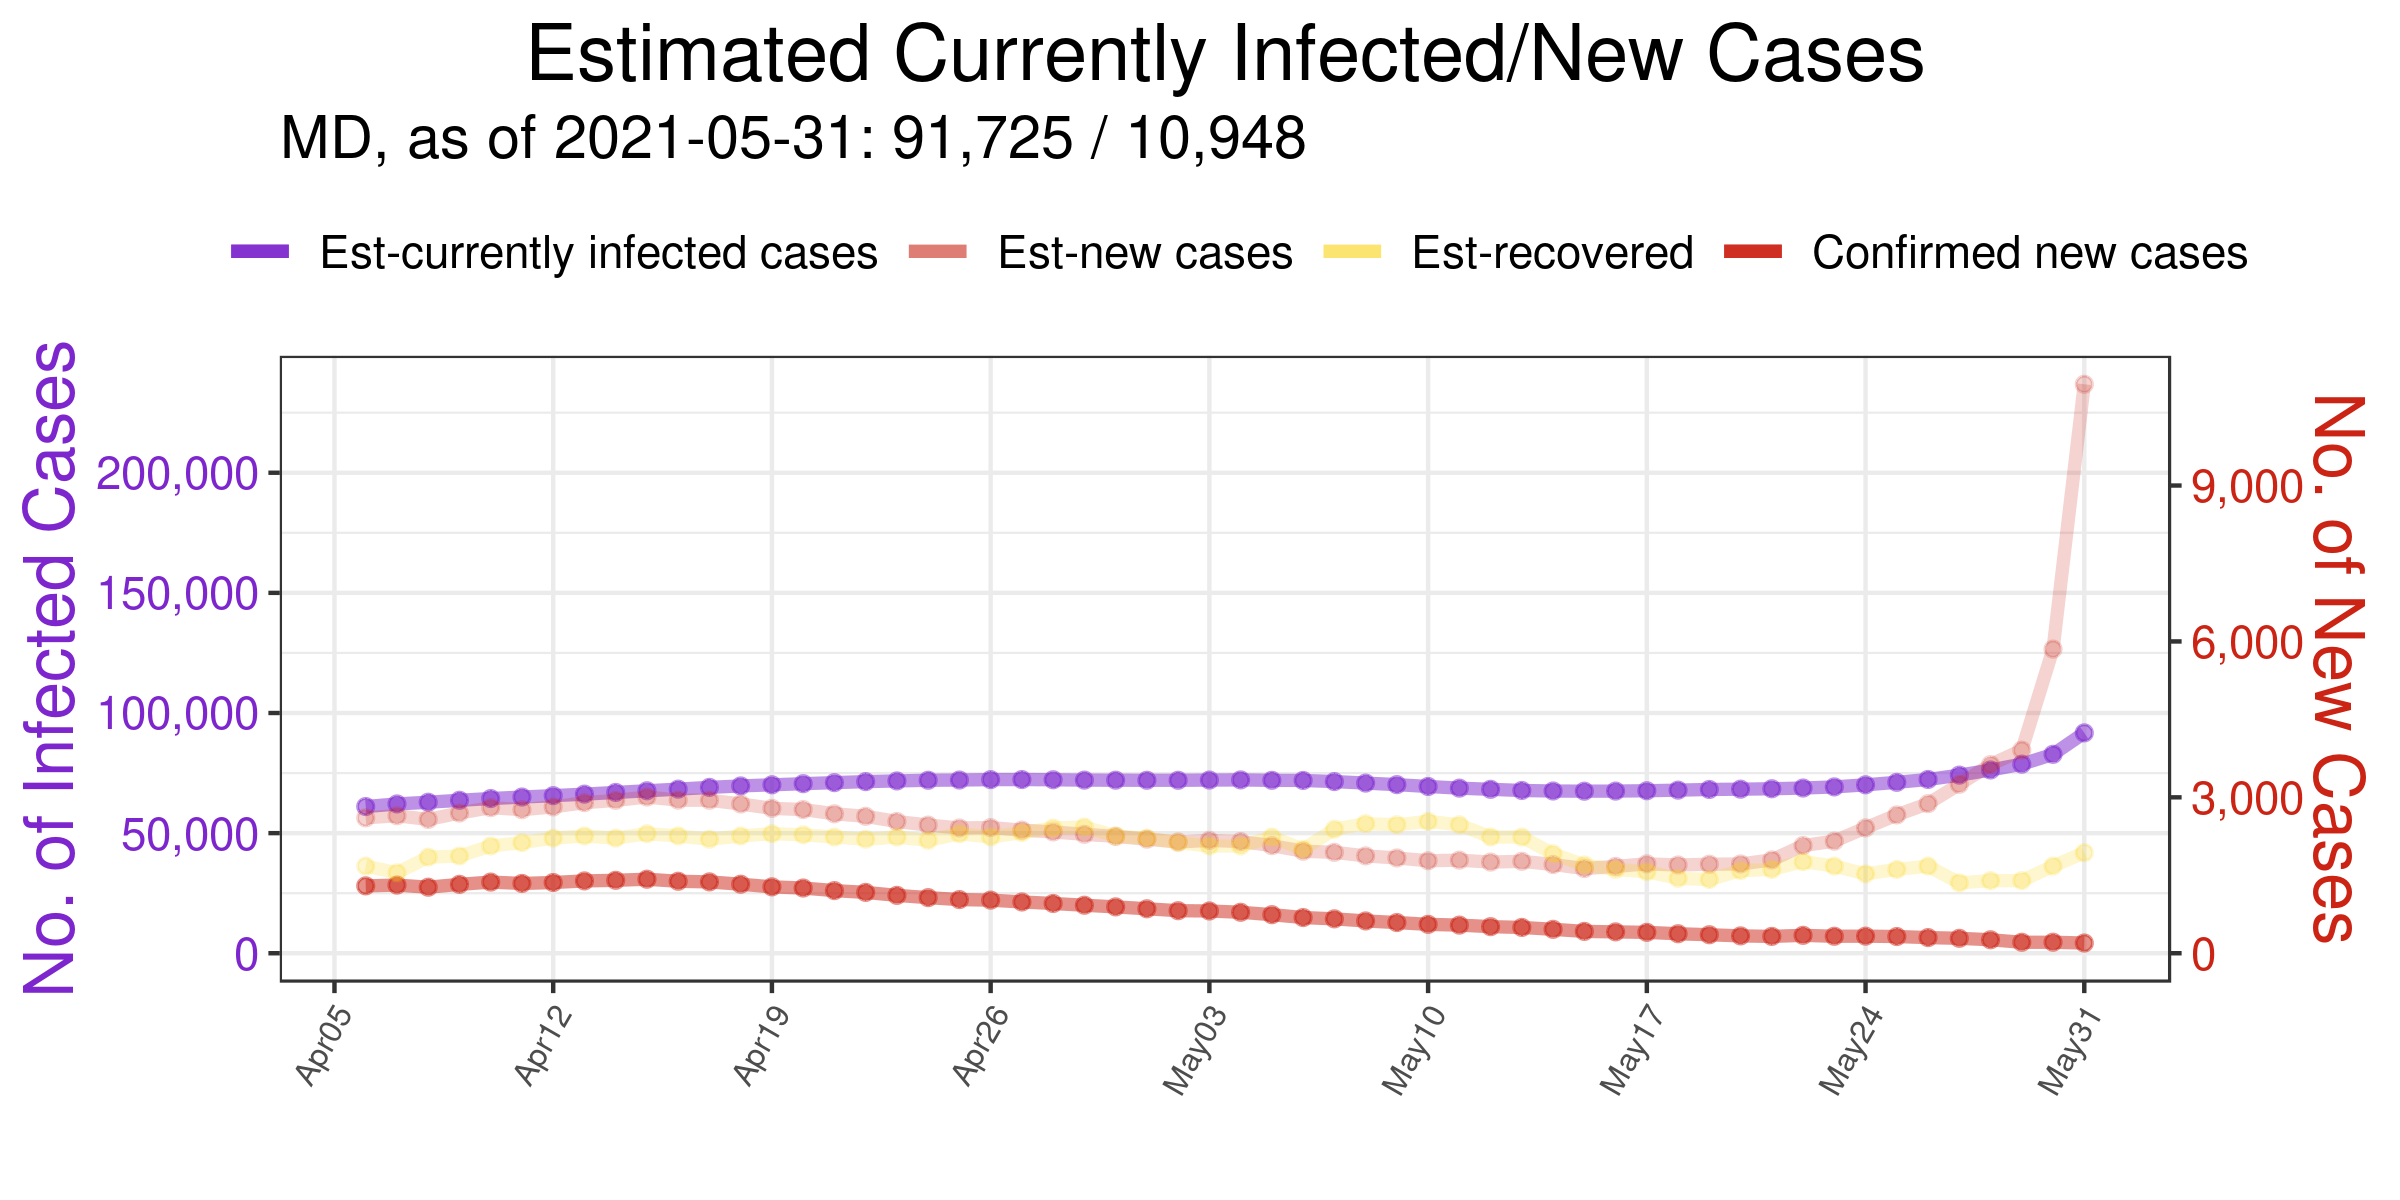 Estimated Currently Infected/New Cases
MD, as of 2021-05-31: 91,725 / 10,948
Est-currently infected cases Est-new cases Est-recovered Confirmed new cases
No. of Infected Cases
200,000
150,000
100,000
50,000
0
9,000
6,000
3,000
0
No. of New Cases
Apr05 Apr12 Apr19 Apr26 May03 May10 May17 May24 May31